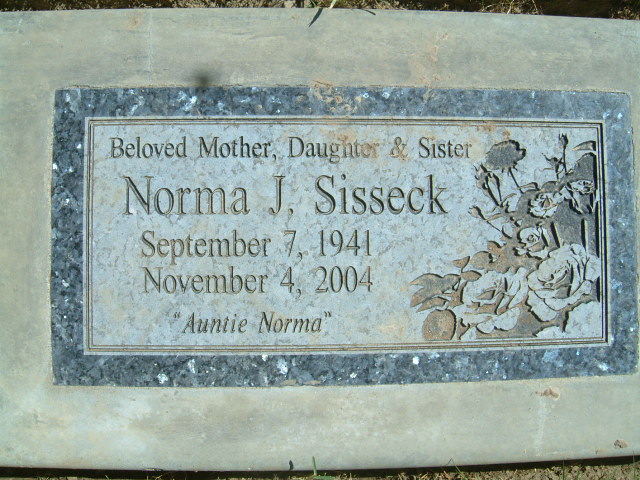 Beloved Mother, Daughter & Sister
Norma J. Sisseck
September 7, 1941
November 4, 2004
"Auntie Norma"